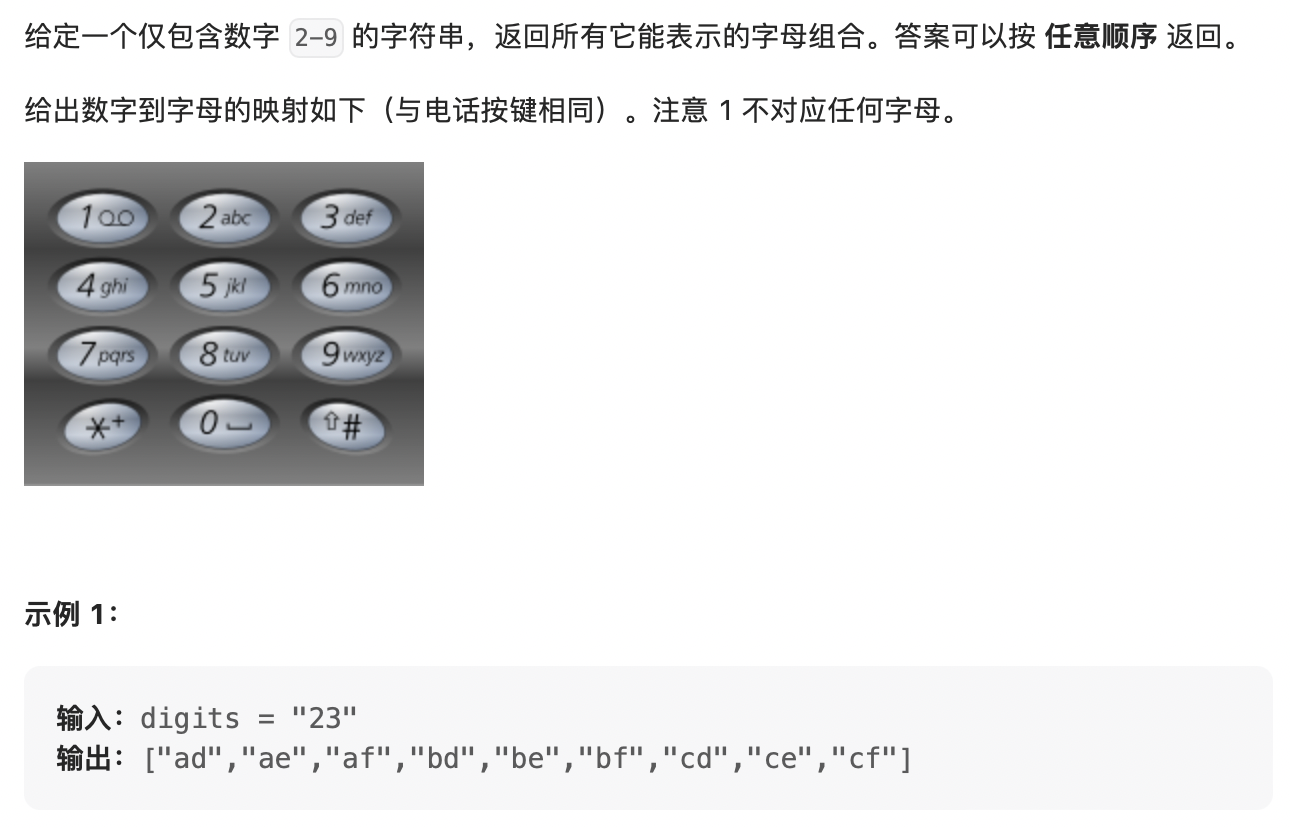 给定一个仅包含数字 2-9 的字符串，返回所有它能表示的字母组合。答案可以按 任意顺序 返回。
给出数字到字母的映射如下（与电话按键相同）。注意 1 不对应任何字母。
1 2 abc 3 def
4 ghi 5 jkl 6 mno
7 pqrs 8 tuv 9 wxyz
*+ 0 ⇧#
示例 1：
输入：digits = "23"
输出：["ad","ae","af","bd","be","bf","cd","ce","cf"]